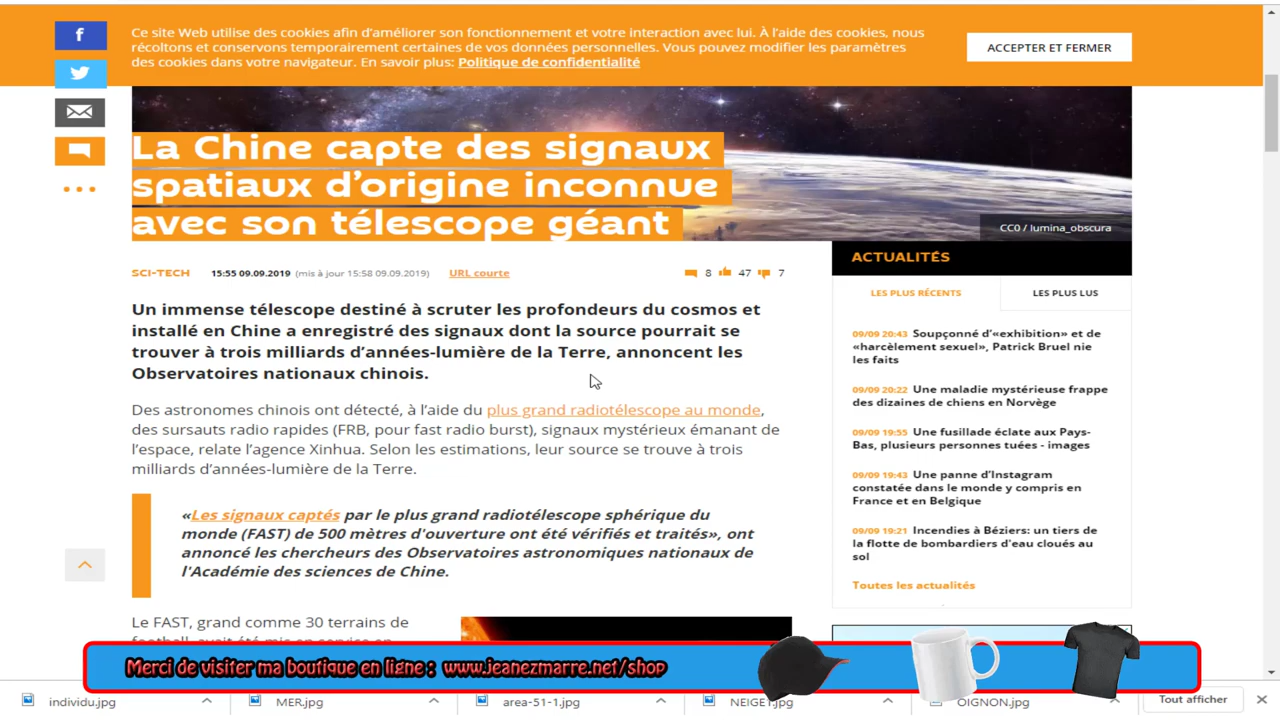 Ce site Web utilise des cookies afin d'améliorer son fonctionnement et votre interaction avec lui. À l'aide des cookies, nous
récoltons et conservons temporairement certaines de vos données personnelles. Vous pouvez modifier les paramètres
des cookies dans votre navigateur. En savoir plus: Politique de confidentialité
ACCEPTER ET FERMER
La Chine capte des signaux
spatiaux d'origine inconnue
avec son télescope géant
CC0 / lumina_obscura
SCI-TECH 15:55 09.09.2019 (mis à jour 15:58 09.09.2019) URL courte 8 47 7
Un immense télescope destiné à scruter les profondeurs du cosmos et
installé en Chine a enregistré des signaux dont la source pourrait se
trouver à trois milliards d'années-lumière de la Terre, annoncent les
Observatoires nationaux chinois.
Des astronomes chinois ont détecté, à l'aide du plus grand radiotélescope au monde,
des sursauts radio rapides (FRB, pour fast radio burst), signaux mystérieux émanant de
l'espace, relate l'agence Xinhua. Selon les estimations, leur source se trouve à trois
milliards d'années-lumière de la Terre.
«Les signaux captés par le plus grand radiotélescope sphérique du
monde (FAST) de 500 mètres d'ouverture ont été vérifiés et traités», ont
annoncé les chercheurs des Observatoires astronomiques nationaux de
l'Académie des sciences de Chine.
Le FAST, grand comme 30 terrains de
ACTUALITÉS
LES PLUS RÉCENTS LES PLUS LUS
09/09 20:43 Soupçonné d'«exhibition» et de
«harcèlement sexuel», Patrick Bruel nie
les faits
09/09 20:22 Une maladie mystérieuse frappe
des dizaines de chiens en Norvège
09/09 19:55 Une fusillade éclate aux Pays-
Bas, plusieurs personnes tuées - images
09/09 19:43 Une panne d'Instagram
constatée dans le monde y compris en
France et en Belgique
09/09 19:21 Incendies à Béziers: un tiers de
la flotte de bombardiers d'eau cloués au
sol
Toutes les actualités
Merci de visiter ma boutique en ligne : www.jeanezmarre.net/shop
individu.jpg MER.jpg area-51-1.jpg NEIGE1.jpg OIGNON.jpg Tout afficher